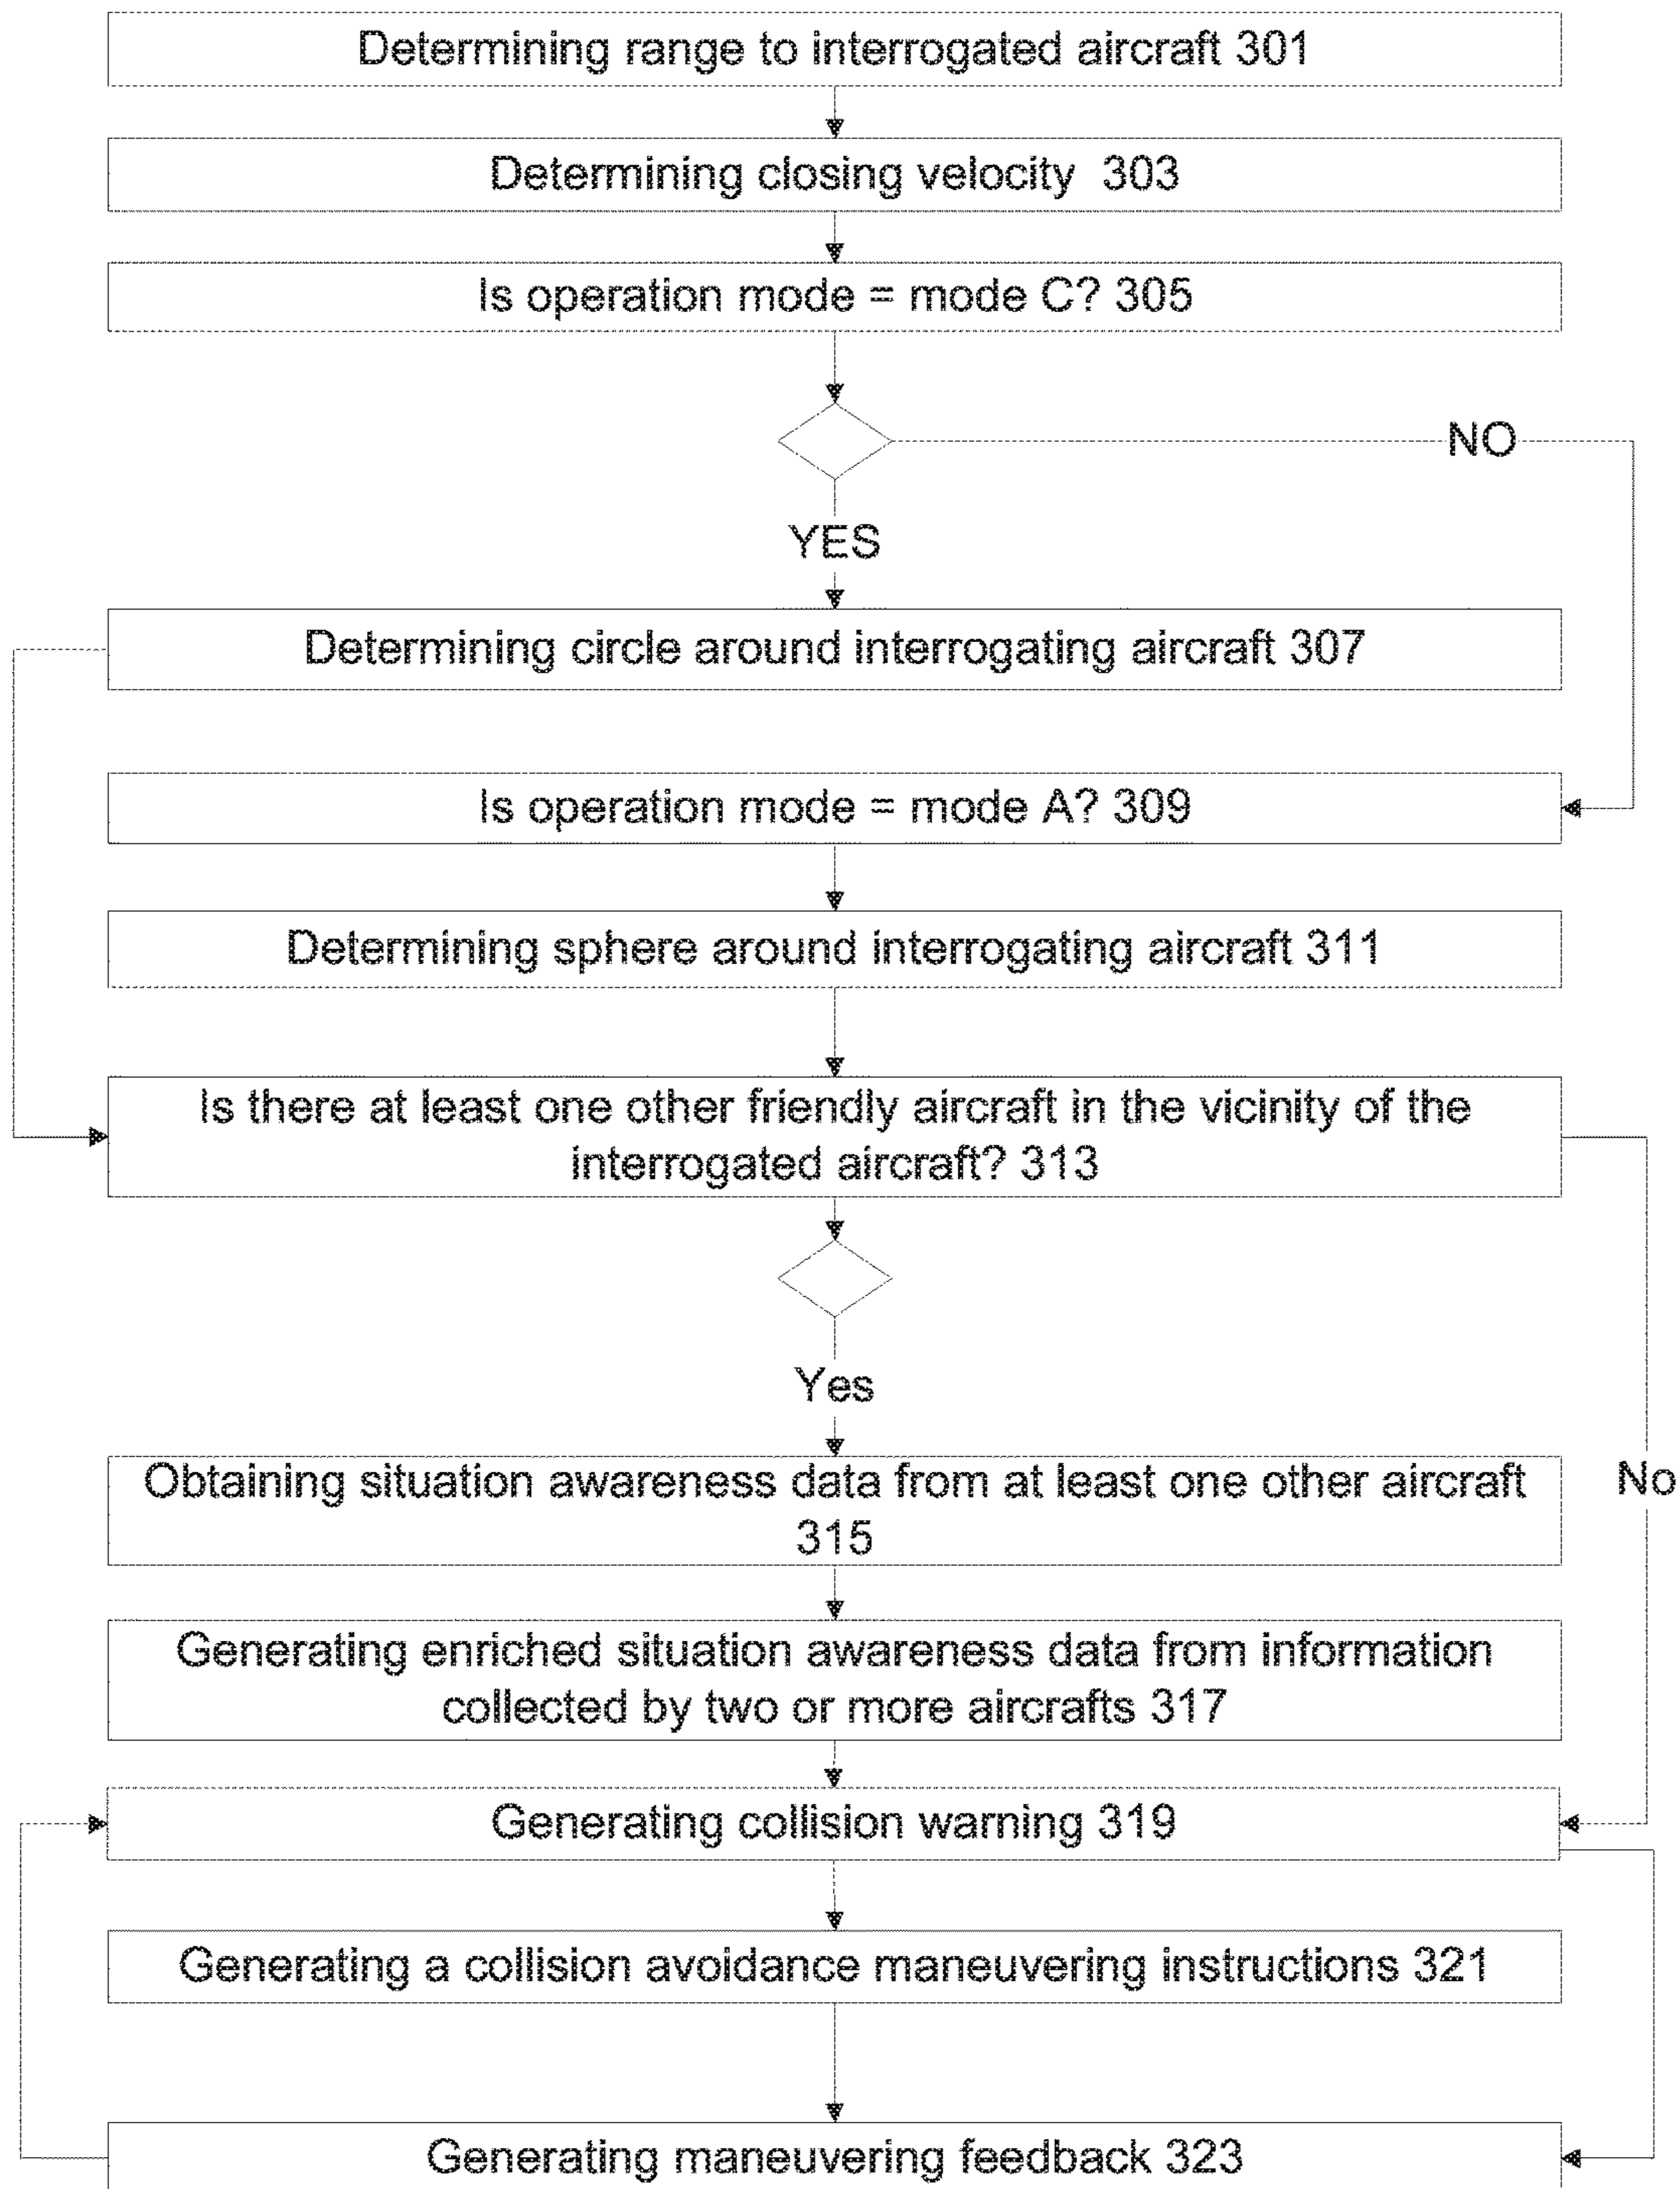 Determining range to interrogated aircraft 301
Determining closing velocity 303
Is operation mode = mode C? 305
NO
YES
Determining circle around interrogating aircraft 307
Is operation mode = mode A? 309
Determining sphere around interrogating aircraft 311
Is there at least one other friendly aircraft in the vicinity of the
interrogated aircraft? 313
Yes
Obtaining situation awareness data from at least one other aircraft
315
No
Generating enriched situation awareness data from information
collected by two or more aircrafts 317
Generating collision warning 319
Generating a collision avoidance maneuvering instructions 321
Generating maneuvering feedback 323